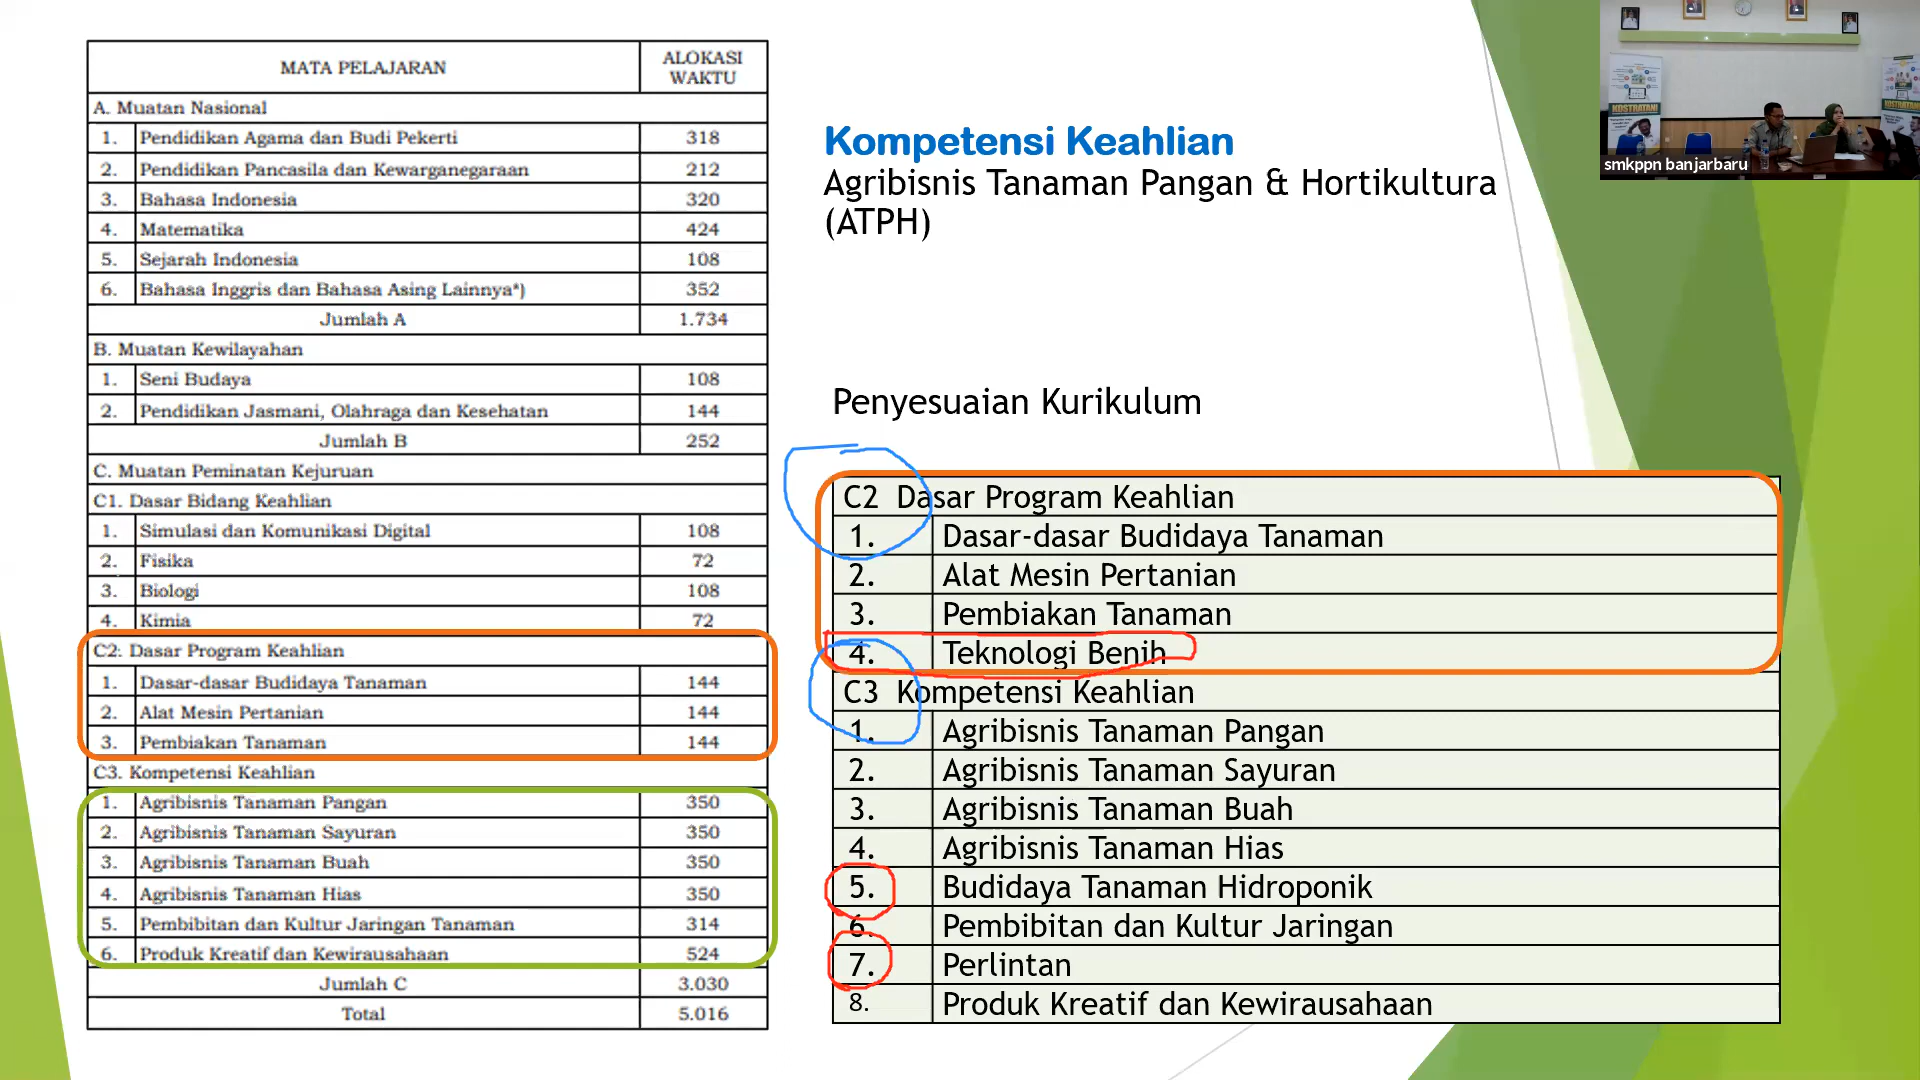 MATA PELAJARAN ALOKASI WAKTU
A. Muatan Nasional
1. Pendidikan Agama dan Budi Pekerti 318
2. Pendidikan Pancasila dan Kewarganegaraan 212
3. Bahasa Indonesia 320
4. Matematika 424
5. Sejarah Indonesia 108
6. Bahasa Inggris dan Bahasa Asing Lainnya*) 352
Jumlah A 1.734
B. Muatan Kewilayahan
1. Seni Budaya 108
2. Pendidikan Jasmani, Olahraga dan Kesehatan 144
Jumlah B 252
C. Muatan Peminatan Kejuruan
C1. Dasar Bidang Keahlian
1. Simulasi dan Komunikasi Digital 108
2. Fisika 72
3. Biologi 108
4. Kimia 72
C2. Dasar Program Keahlian
1. Dasar-dasar Budidaya Tanaman 144
2. Alat Mesin Pertanian 144
3. Pembiakan Tanaman 144
C3. Kompetensi Keahlian
1. Agribisnis Tanaman Pangan 350
2. Agribisnis Tanaman Sayuran 350
3. Agribisnis Tanaman Buah 350
4. Agribisnis Tanaman Hias 350
5. Pembibitan dan Kultur Jaringan Tanaman 314
6. Produk Kreatif dan Kewirausahaan 524
Jumlah C 3.030
Total 5.016
Kompetensi Keahlian
Agribisnis Tanaman Pangan & Hortikultura
(ATPH)
Penyesuaian Kurikulum
C2 Dasar Program Keahlian
1. Dasar-dasar Budidaya Tanaman
2. Alat Mesin Pertanian
3. Pembiakan Tanaman
4. Teknologi Benih
C3 Kompetensi Keahlian
1. Agribisnis Tanaman Pangan
2. Agribisnis Tanaman Sayuran
3. Agribisnis Tanaman Buah
4. Agribisnis Tanaman Hias
5. Budidaya Tanaman Hidroponik
6. Pembibitan dan Kultur Jaringan
7. Perlintan
8. Produk Kreatif dan Kewirausahaan
KOSTRATANI
KOSTRATANI
smkppn banjarbaru